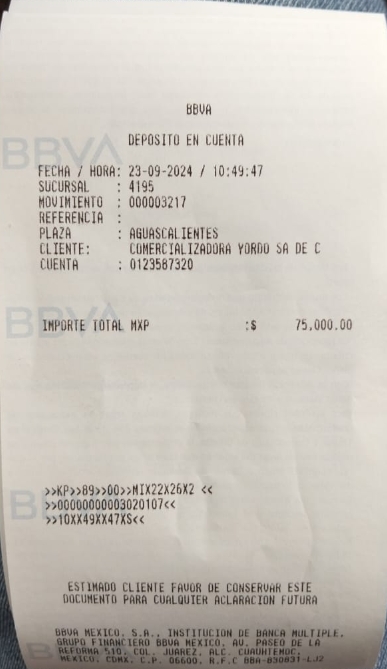 BBVA
DEPOSITO EN CUENTA
FECHA / HORA: 23-09-2024 / 10:49:47
SUCURSAL : 4195
MOVIMIENTO : 000003217
REFERENCIA :
PLAZA : AGUASCALIENTES
CLIENTE: COMERCIALIZADORA YORDO SA DE C
CUENTA : 0123587320
IMPORTE TOTAL MXP :$ 75,000.00
>>KP>>89>>00>>MIX22X26X2 <<
>>00000000003020107<<
>>10XX49XX47XS<<
ESTIMADO CLIENTE FAVOR DE CONSERVAR ESTE
DOCUMENTO PARA CUALQUIER ACLARACION FUTURA
BBVA MEXICO, S.A., INSTITUCION DE BANCA MULTIPLE,
GRUPO FINANCIERO BBVA MEXICO. AV. PASEO DE LA
REFORMA 510, COL. JUAREZ, ALC. CUAUHTEMOC;
MEXICO, CDMX, C.P. 06600, R.F.C BBA-830831-LJ2